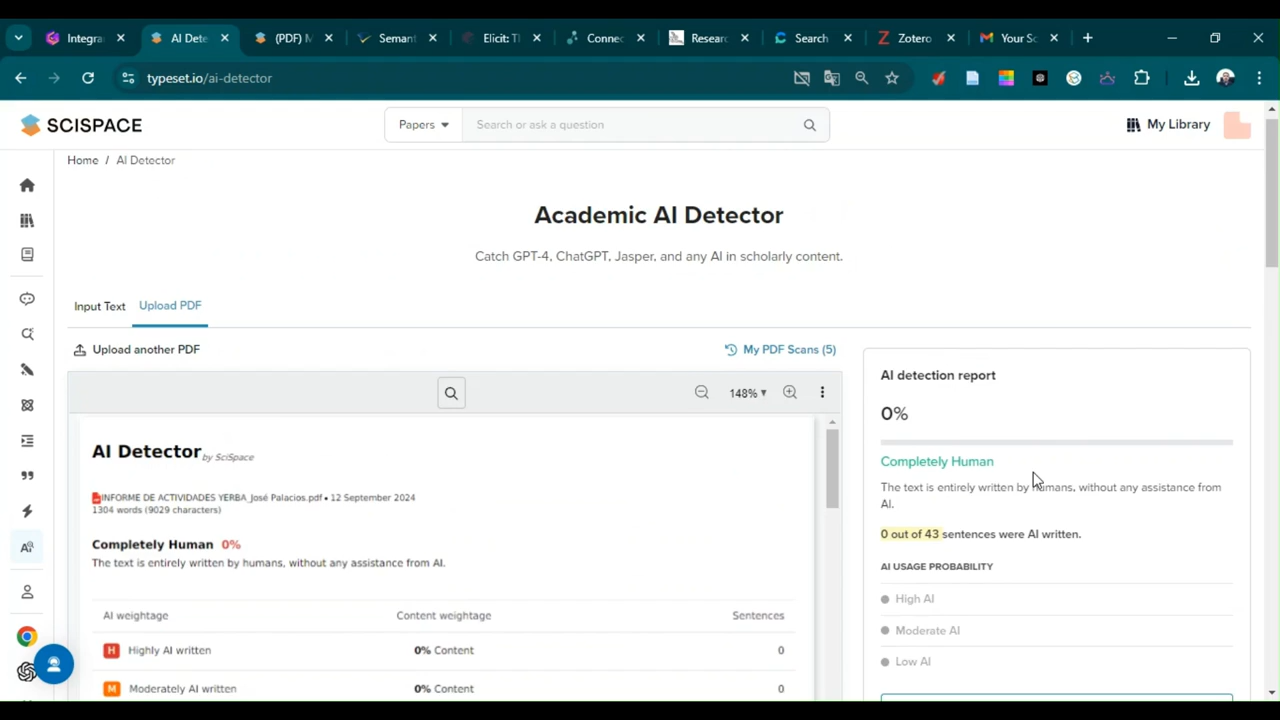 Integra
AI Dete
(PDF) M
Semant
Elicit: Tl
Connec
Researc
Search
Zotero
Your Sc
typeset.io/ai-detector
SCISPACE
Papers
Search or ask a question
My Library
Home / AI Detector
Academic AI Detector
Catch GPT-4, ChatGPT, Jasper, and any AI in scholarly content.
Input Text
Upload PDF
Upload another PDF
My PDF Scans (5)
148%
AI Detector by SciSpace
INFORME DE ACTIVIDADES YERBA_José Palacios.pdf • 12 September 2024
1304 words (9029 characters)
Completely Human 0%
The text is entirely written by humans, without any assistance from AI.
AI weightage Content weightage Sentences
H Highly AI written 0% Content 0
M Moderately AI written 0% Content 0
AI detection report
0%
Completely Human
The text is entirely written by humans, without any assistance from
AI.
0 out of 43 sentences were AI written.
AI USAGE PROBABILITY
High AI
Moderate AI
Low AI